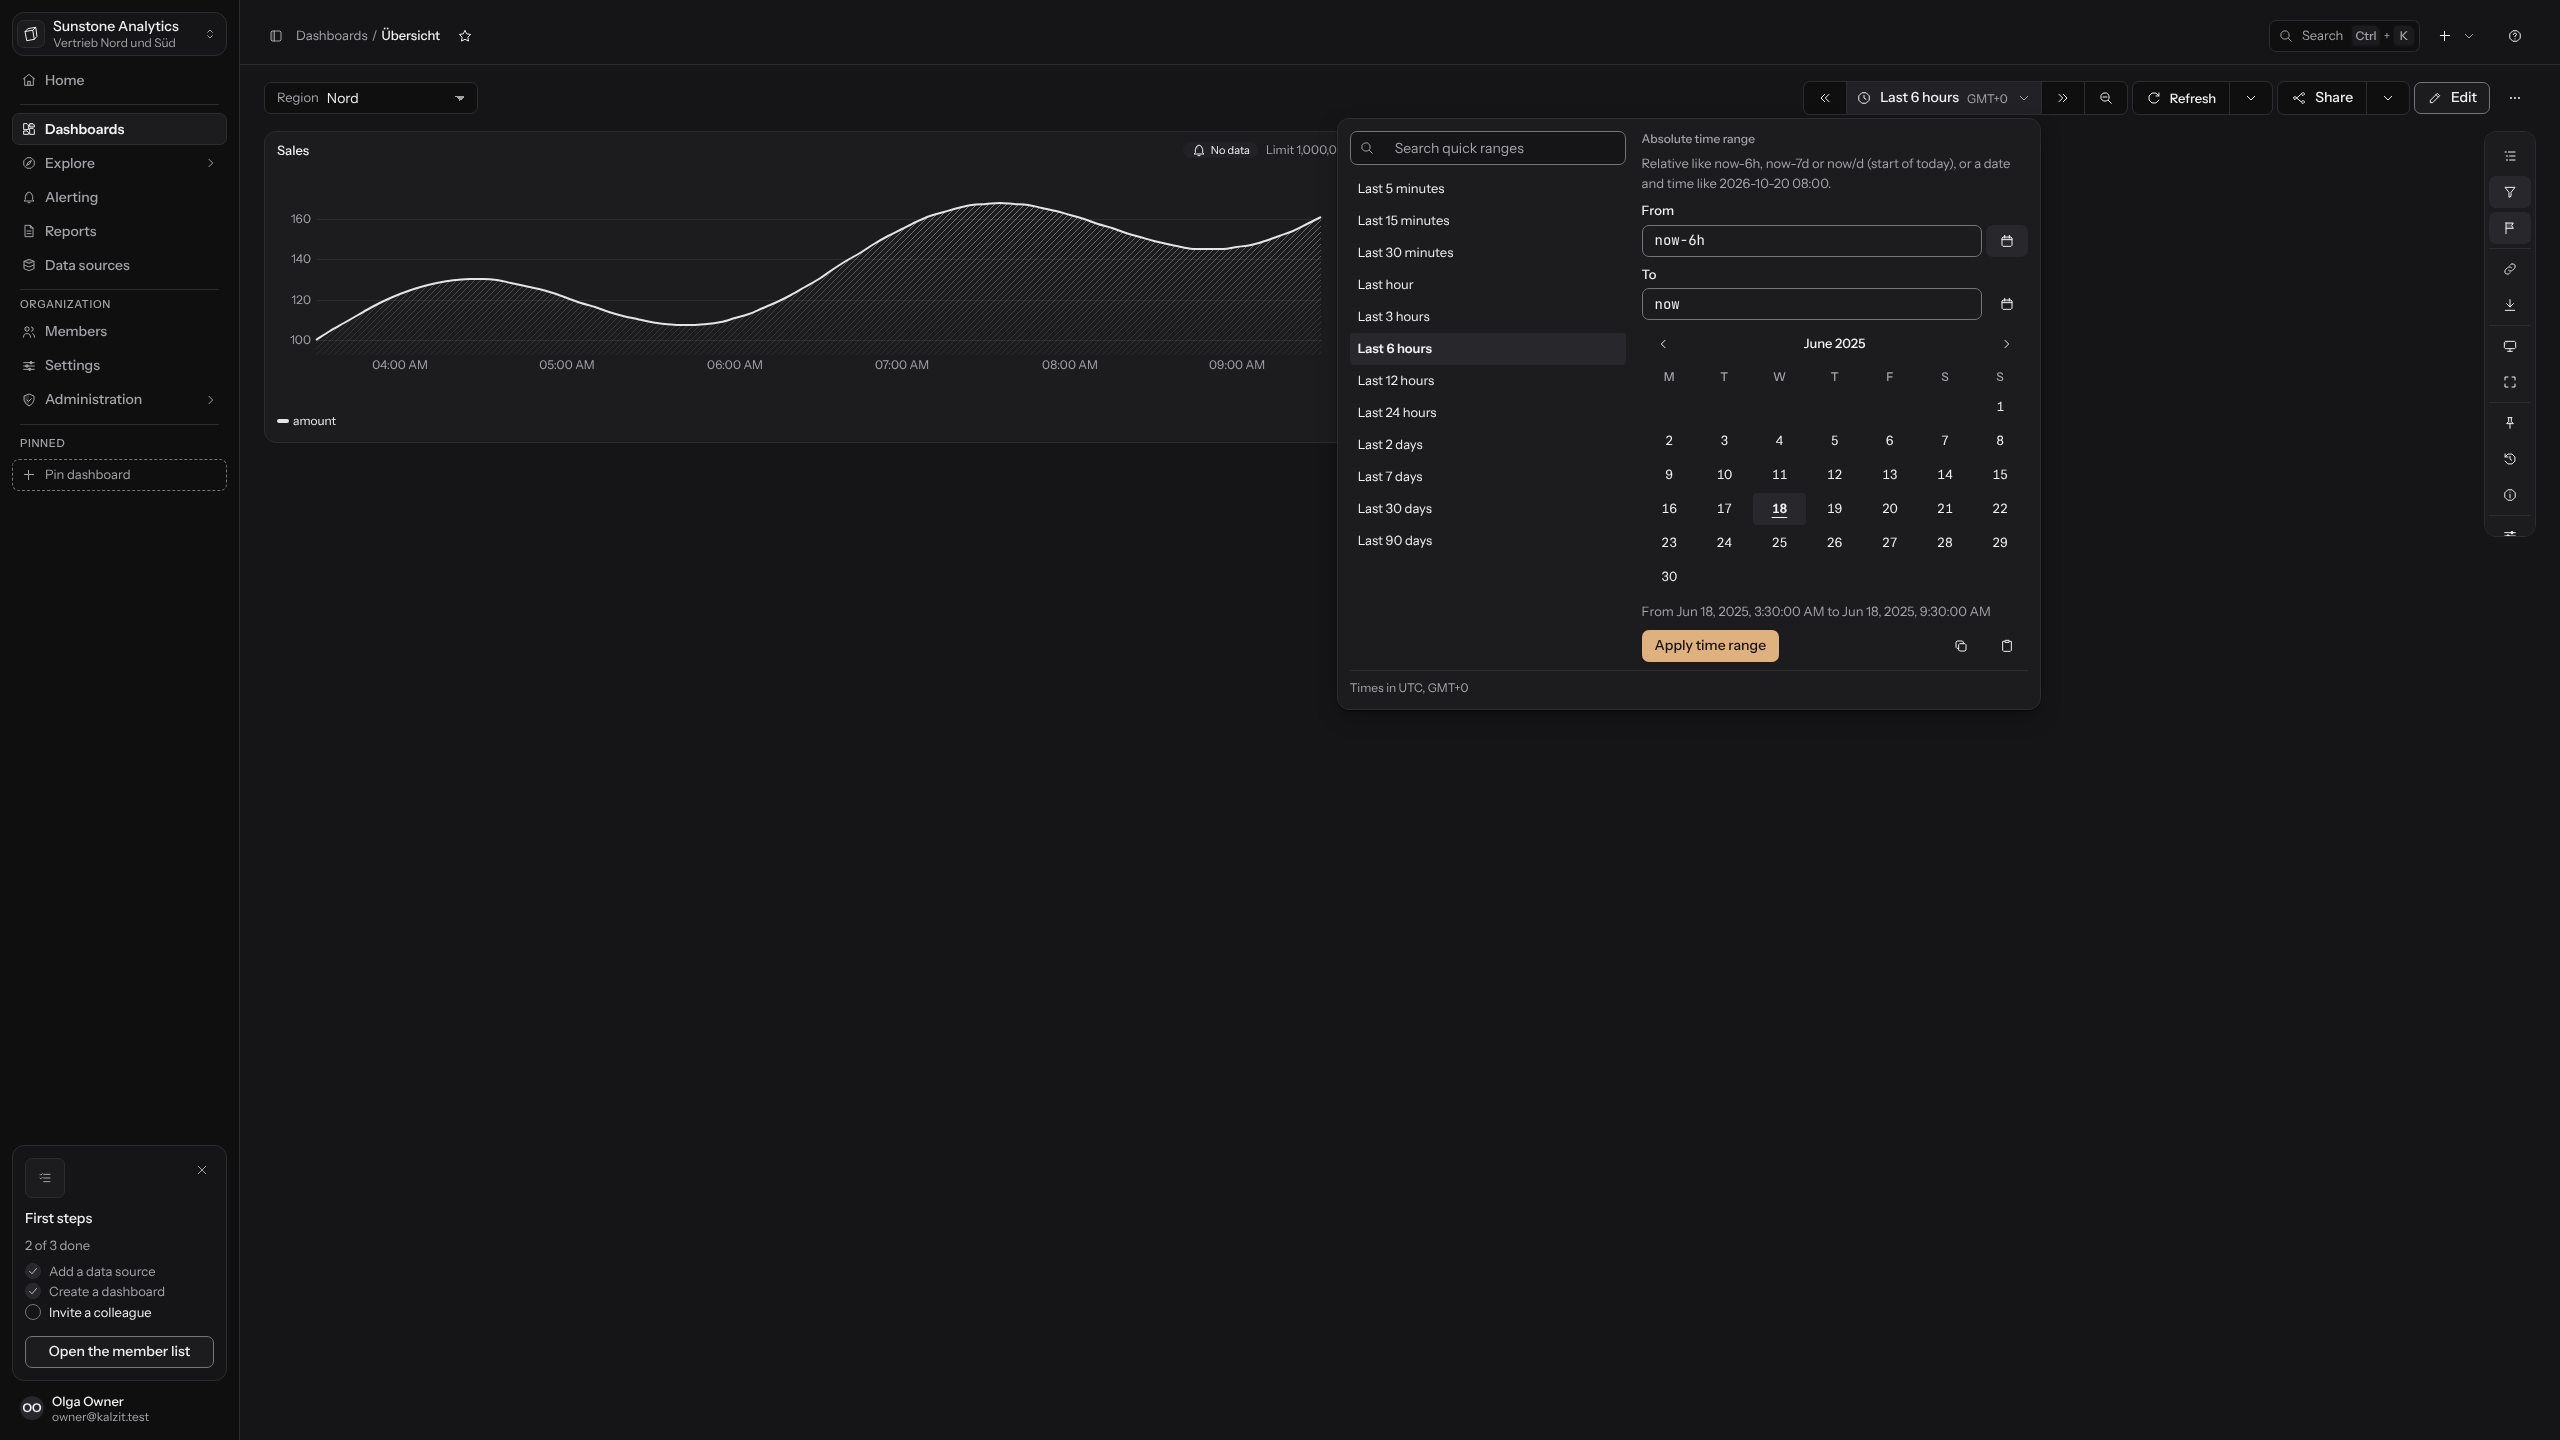 Sunstone Analytics
Vertrieb Nord und Süd
Home
Dashboards
Explore
Alerting
Reports
Data sources
ORGANIZATION
Members
Settings
Administration
PINNED
Pin dashboard
First steps
2 of 3 done
Add a data source
Create a dashboard
Invite a colleague
Open the member list
OO
Olga Owner
owner@kalzit.test
Dashboards / Übersicht
Search Ctrl + K
Region Nord
Last 6 hours GMT+0
Refresh
Share
Edit
Sales
No data
Limit 1,000,0
160
140
120
100
04:00 AM 05:00 AM 06:00 AM 07:00 AM 08:00 AM 09:00 AM
amount
Search quick ranges
Last 5 minutes
Last 15 minutes
Last 30 minutes
Last hour
Last 3 hours
Last 6 hours
Last 12 hours
Last 24 hours
Last 2 days
Last 7 days
Last 30 days
Last 90 days
Absolute time range
Relative like now-6h, now-7d or now/d (start of today), or a date
and time like 2026-10-20 08:00.
From
now-6h
To
now
June 2025
M T W T F S S
1
2 3 4 5 6 7 8
9 10 11 12 13 14 15
16 17 18 19 20 21 22
23 24 25 26 27 28 29
30
From Jun 18, 2025, 3:30:00 AM to Jun 18, 2025, 9:30:00 AM
Apply time range
Times in UTC, GMT+0